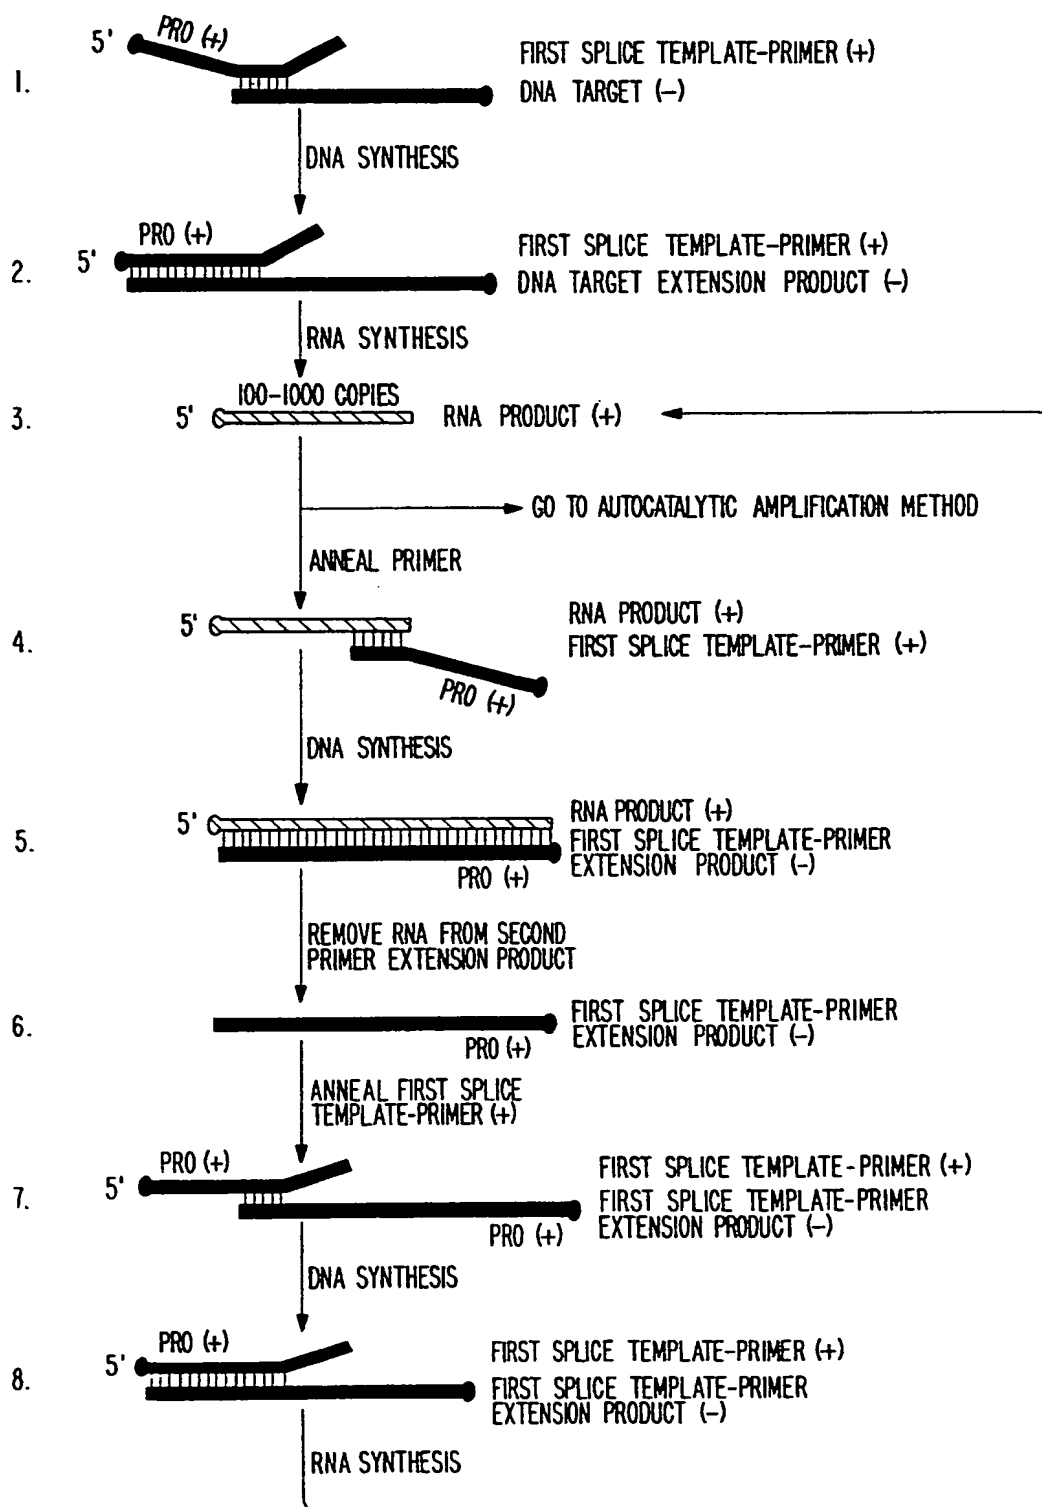 5' PRO (+)
1.
FIRST SPLICE TEMPLATE-PRIMER (+)
DNA TARGET (-)
DNA SYNTHESIS
PRO (+)
2. 5'
FIRST SPLICE TEMPLATE-PRIMER (+)
DNA TARGET EXTENSION PRODUCT (-)
RNA SYNTHESIS
100-1000 COPIES
3. 5' RNA PRODUCT (+)
GO TO AUTOCATALYTIC AMPLIFICATION METHOD
ANNEAL PRIMER
4. 5'
RNA PRODUCT (+)
FIRST SPLICE TEMPLATE-PRIMER (+)
PRO (+)
DNA SYNTHESIS
5. 5'
RNA PRODUCT (+)
FIRST SPLICE TEMPLATE-PRIMER
EXTENSION PRODUCT (-)
PRO (+)
REMOVE RNA FROM SECOND
PRIMER EXTENSION PRODUCT
6.
FIRST SPLICE TEMPLATE-PRIMER
EXTENSION PRODUCT (-)
PRO (+)
ANNEAL FIRST SPLICE
TEMPLATE-PRIMER (+)
PRO (+)
7. 5'
FIRST SPLICE TEMPLATE-PRIMER (+)
FIRST SPLICE TEMPLATE-PRIMER
EXTENSION PRODUCT (-)
PRO (+)
DNA SYNTHESIS
PRO (+)
8. 5'
FIRST SPLICE TEMPLATE-PRIMER (+)
FIRST SPLICE TEMPLATE-PRIMER
EXTENSION PRODUCT (-)
RNA SYNTHESIS